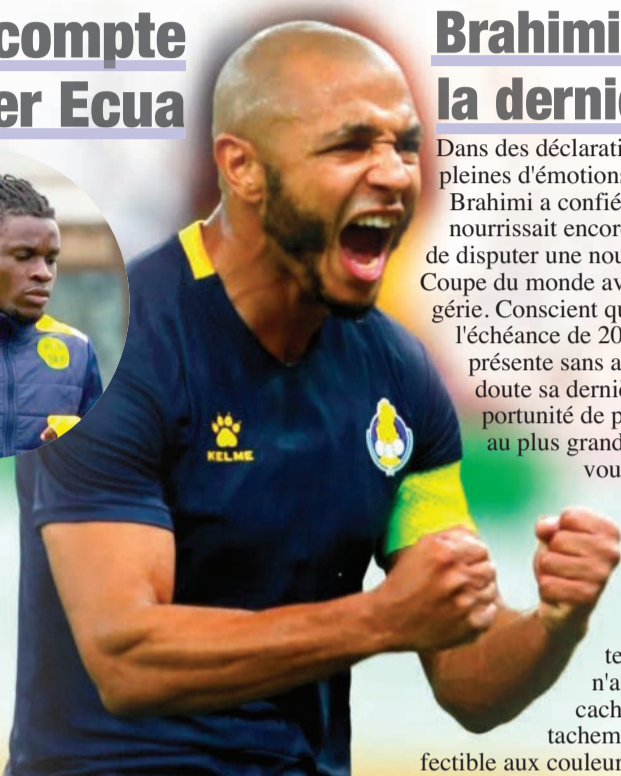 compte
er Ecua
Brahimi
la derni
Dans des déclarati
pleines d'émotions
Brahimi a confié
nourrissait encor
de disputer une nou
Coupe du monde av
gérie. Conscient qu
l'échéance de 20
présente sans a
doute sa derniè
portunité de p
au plus grand
vou
te
n'a
cach
tachem
fectible aux couleur
KELME